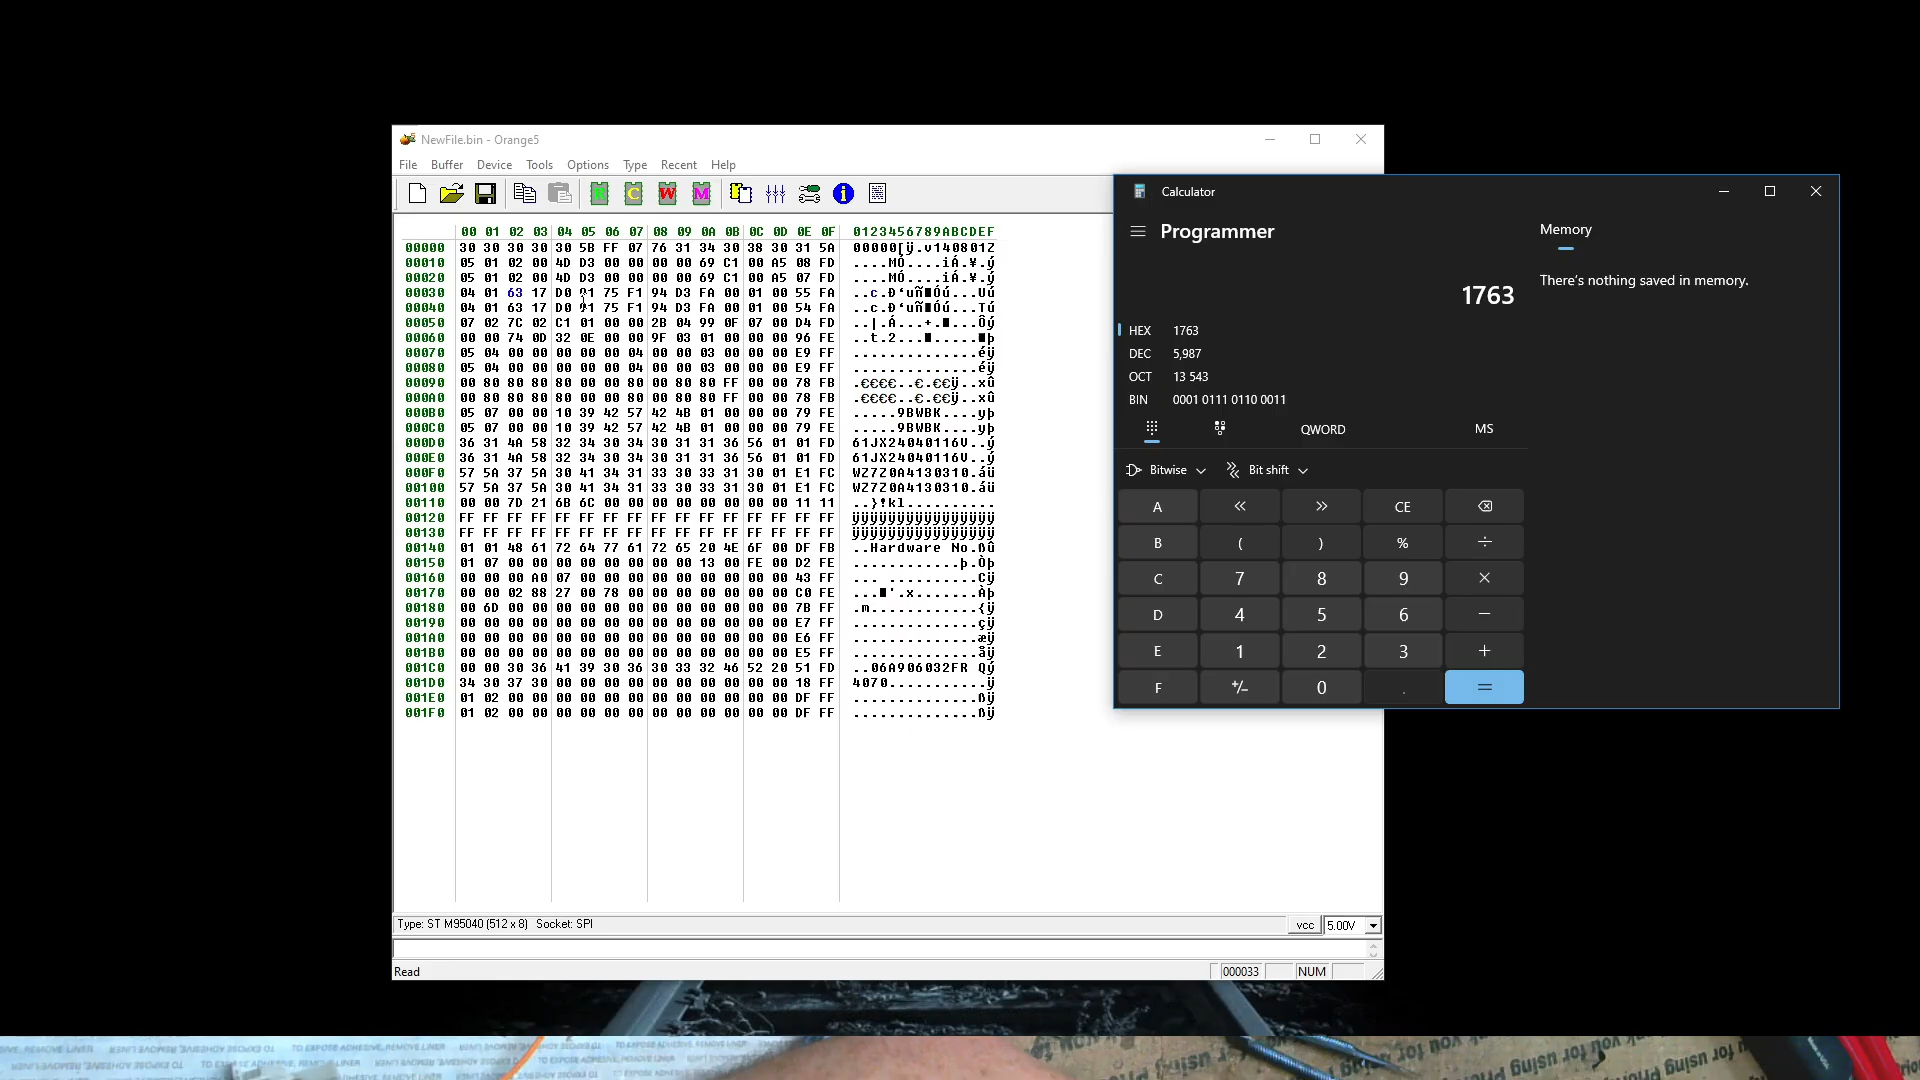 NewFile.bin - Orange5
File Buffer Device Tools Options Type Recent Help
00 01 02 03 04 05 06 07 08 09 0A 0B 0C 0D 0E 0F 0123456789ABCDEF
00000 30 30 30 30 30 5B FF 07 76 31 34 30 38 30 31 5A 00000[ÿ.v140801Z
00010 05 01 02 00 4D D3 00 00 00 00 69 C1 00 A5 08 FD ....MÓ....iÁ.¥.ý
00020 05 01 02 00 4D D3 00 00 00 00 69 C1 00 A5 07 FD ....MÓ....iÁ.¥.ý
00030 04 01 63 17 D0 91 75 F1 94 D3 FA 00 01 00 55 FA ..c.Ð‘uñ■Óú...Uú
00040 04 01 63 17 D0 91 75 F1 94 D3 FA 00 01 00 54 FA ..c.Ð‘uñ■Óú...Tú
00050 07 02 7C 02 C1 01 00 00 2B 04 99 0F 07 00 D4 FD ..|.Á...+.■...Ôý
00060 00 00 74 0D 32 0E 00 00 9F 03 01 00 00 00 96 FE ..t.2...■.....■þ
00070 05 04 00 00 00 00 00 04 00 00 03 00 00 00 E9 FF ..............éÿ
00080 05 04 00 00 00 00 00 04 00 00 03 00 00 00 E9 FF ..............éÿ
00090 00 80 80 80 80 00 00 80 00 80 80 FF 00 00 78 FB .€€€€..€.€€ÿ..xû
000A0 00 80 80 80 80 00 00 80 00 80 80 FF 00 00 78 FB .€€€€..€.€€ÿ..xû
000B0 05 07 00 00 10 39 42 57 42 4B 01 00 00 00 79 FE .....9BWBK....yþ
000C0 05 07 00 00 10 39 42 57 42 4B 01 00 00 00 79 FE .....9BWBK....yþ
000D0 36 31 4A 58 32 34 30 34 30 31 31 36 56 01 01 FD 61JX24040116V..ý
000E0 36 31 4A 58 32 34 30 34 30 31 31 36 56 01 01 FD 61JX24040116V..ý
000F0 57 5A 37 5A 30 41 34 31 33 30 33 31 30 01 E1 FC WZ7Z0A4130310.áü
00100 57 5A 37 5A 30 41 34 31 33 30 33 31 30 01 E1 FC WZ7Z0A4130310.áü
00110 00 00 7D 21 6B 6C 00 00 00 00 00 00 00 00 11 11 ..}!kl..........
00120 FF FF FF FF FF FF FF FF FF FF FF FF FF FF FF FF ÿÿÿÿÿÿÿÿÿÿÿÿÿÿÿÿ
00130 FF FF FF FF FF FF FF FF FF FF FF FF FF FF FF FF ÿÿÿÿÿÿÿÿÿÿÿÿÿÿÿÿ
00140 01 01 48 61 72 64 77 61 72 65 20 4E 6F 00 DF FB ..Hardware No.ßû
00150 01 07 00 00 00 00 00 00 00 00 13 00 FE 00 D2 FE ............þ.Òþ
00160 00 00 00 A0 07 00 00 00 00 00 00 00 00 00 43 FF ... ..........Cÿ
00170 00 00 02 88 27 00 78 00 00 00 00 00 00 00 C0 FE ...■'.x.......Àþ
00180 00 6D 00 00 00 00 00 00 00 00 00 00 00 00 7B FF .m............{ÿ
00190 00 00 00 00 00 00 00 00 00 00 00 00 00 00 E7 FF ..............çÿ
001A0 00 00 00 00 00 00 00 00 00 00 00 00 00 00 E6 FF ..............æÿ
001B0 00 00 00 00 00 00 00 00 00 00 00 00 00 00 E5 FF ..............åÿ
001C0 00 00 30 36 41 39 30 36 30 33 32 46 52 20 51 FD ..06A906032FR Qý
001D0 34 30 37 30 00 00 00 00 00 00 00 00 00 00 18 FF 4070...........ÿ
001E0 01 02 00 00 00 00 00 00 00 00 00 00 00 00 DF FF ..............ßÿ
001F0 01 02 00 00 00 00 00 00 00 00 00 00 00 00 DF FF ..............ßÿ
Type: ST M95040 (512 x 8) Socket: SPI vcc 5.00V
Read 000033 NUM
Calculator
Programmer
1763
HEX 1763
DEC 5,987
OCT 13 543
BIN 0001 0111 0110 0011
QWORD MS
Bitwise Bit shift
A « » CE
B ( ) % ÷
C 7 8 9 ×
D 4 5 6 −
E 1 2 3 +
F +/− 0 . =
Memory
There's nothing saved in memory.
TO EXPOSE ADHESIVE, REMOVE LINER